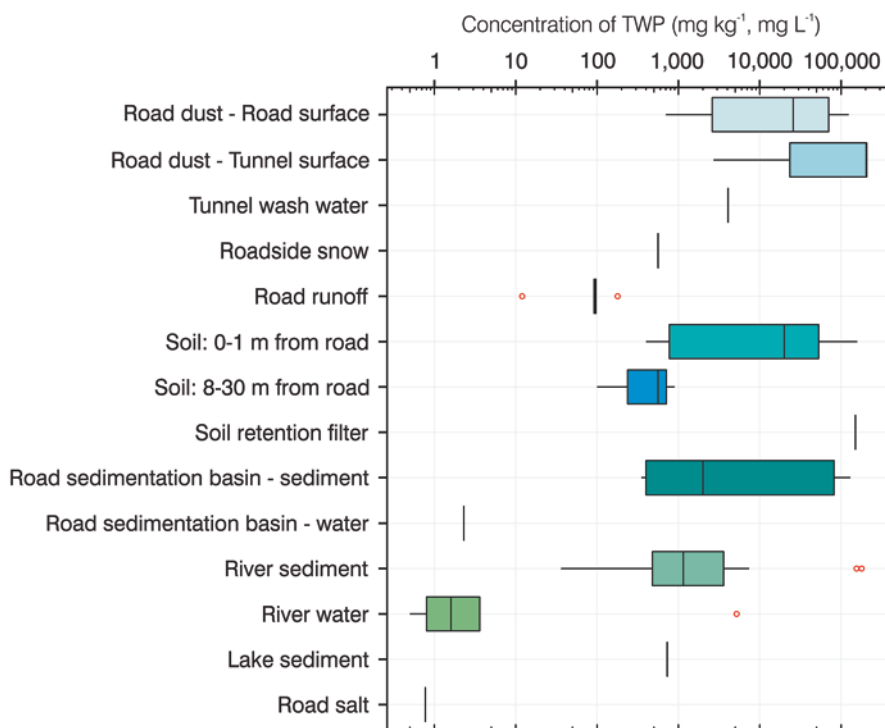 Concentration of TWP (mg kg⁻¹, mg L⁻¹)
1 10 100 1,000 10,000 100,000
Road dust - Road surface
Road dust - Tunnel surface
Tunnel wash water
Roadside snow
Road runoff
Soil: 0-1 m from road
Soil: 8-30 m from road
Soil retention filter
Road sedimentation basin - sediment
Road sedimentation basin - water
River sediment
River water
Lake sediment
Road salt